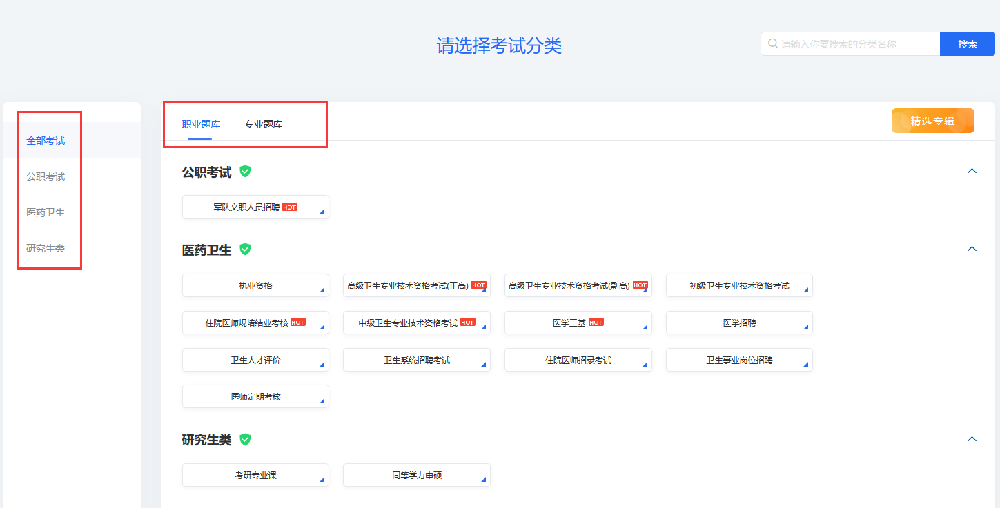 请选择考试分类
请输入你要搜索的分类名称
搜索
全部考试
公职考试
医药卫生
研究生类
职业题库
专业题库
精选专辑
公职考试
军队文职人员招聘 HOT
医药卫生
执业资格
高级卫生专业技术资格考试(正高) HOT
高级卫生专业技术资格考试(副高) HOT
初级卫生专业技术资格考试
住院医师规培结业考核 HOT
中级卫生专业技术资格考试 HOT
医学三基 HOT
医学招聘
卫生人才评价
卫生系统招聘考试
住院医师招录考试
卫生事业岗位招聘
医师定期考核
研究生类
考研专业课
同等学力申硕